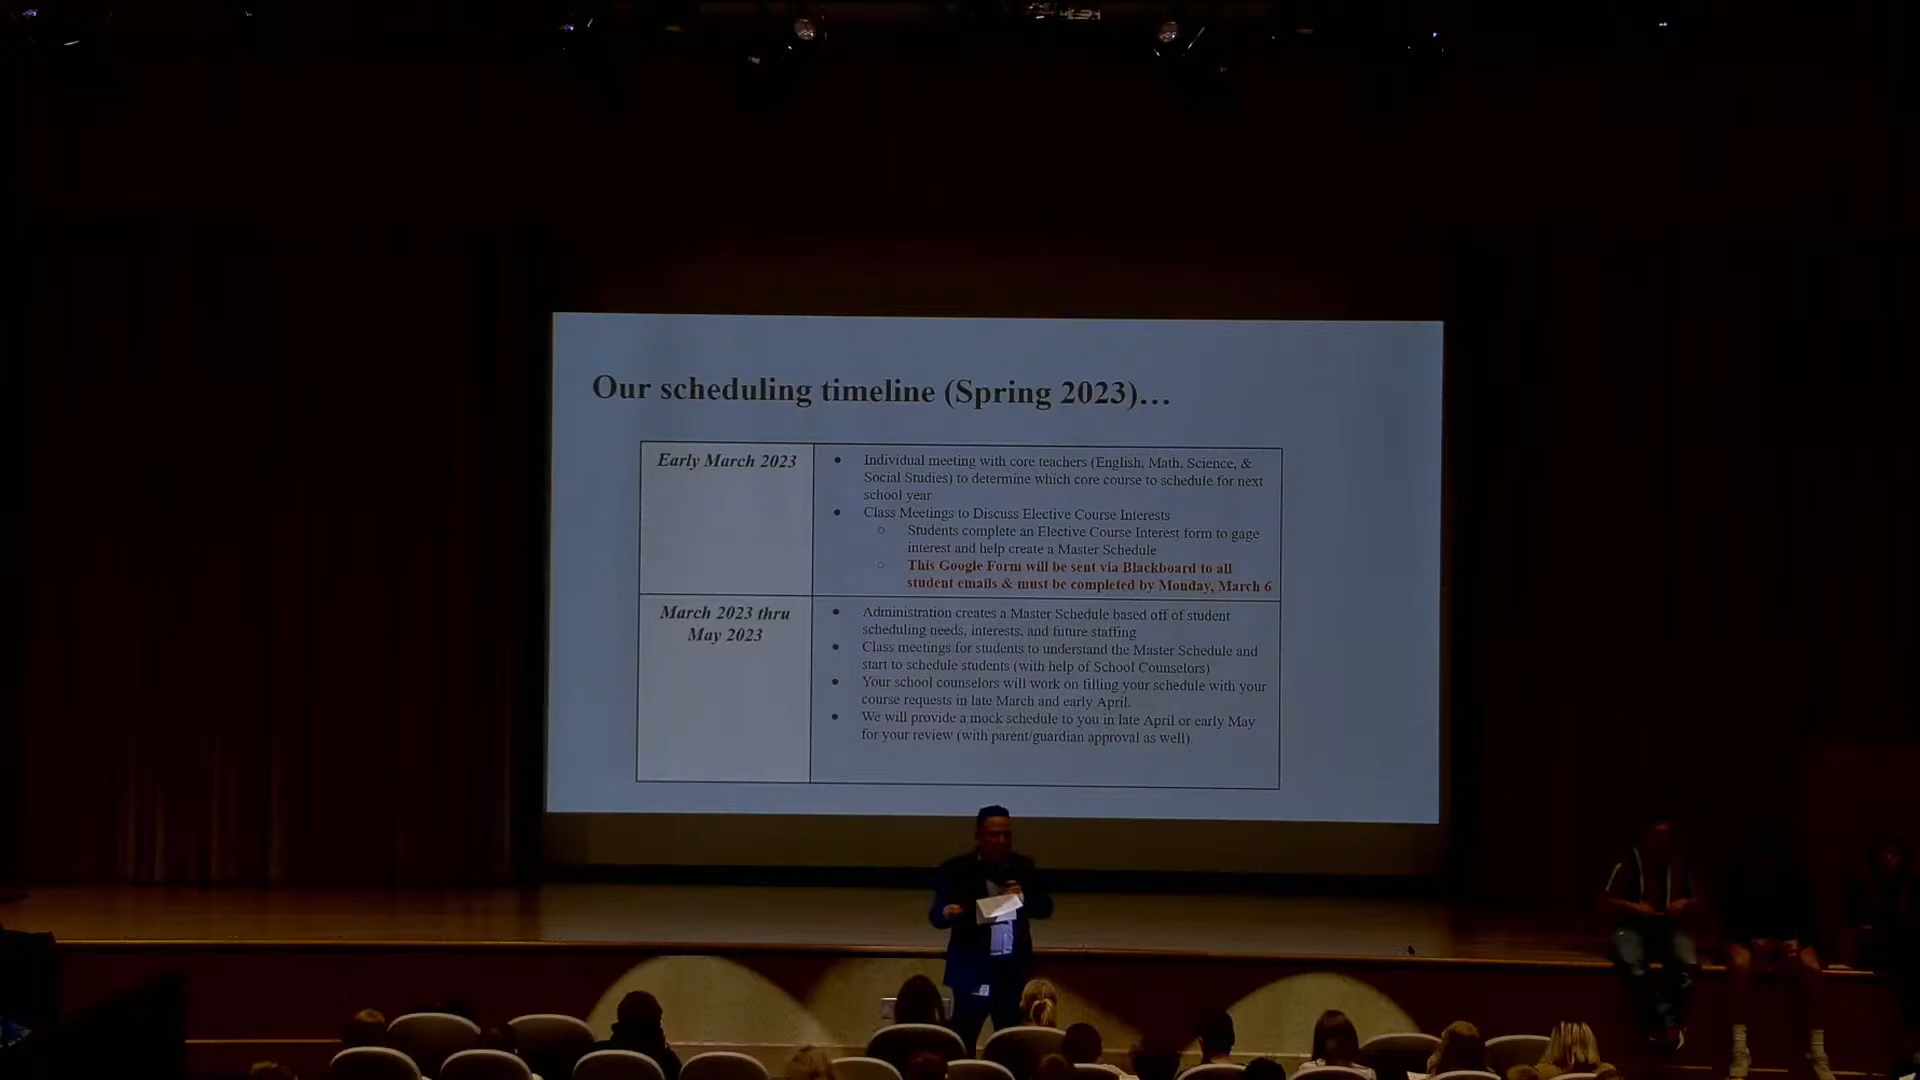 Our scheduling timeline (Spring 2023)…
Early March 2023
● Individual meeting with core teachers (English, Math, Science, &
Social Studies) to determine which core course to schedule for next
school year
● Class Meetings to Discuss Elective Course Interests
○ Students complete an Elective Course Interest form to gage
interest and help create a Master Schedule
○ This Google Form will be sent via Blackboard to all
student emails & must be completed by Monday, March 6
March 2023 thru
May 2023
● Administration creates a Master Schedule based off of student
scheduling needs, interests, and future staffing
● Class meetings for students to understand the Master Schedule and
start to schedule students (with help of School Counselors)
● Your school counselors will work on filling your schedule with your
course requests in late March and early April.
● We will provide a mock schedule to you in late April or early May
for your review (with parent/guardian approval as well).